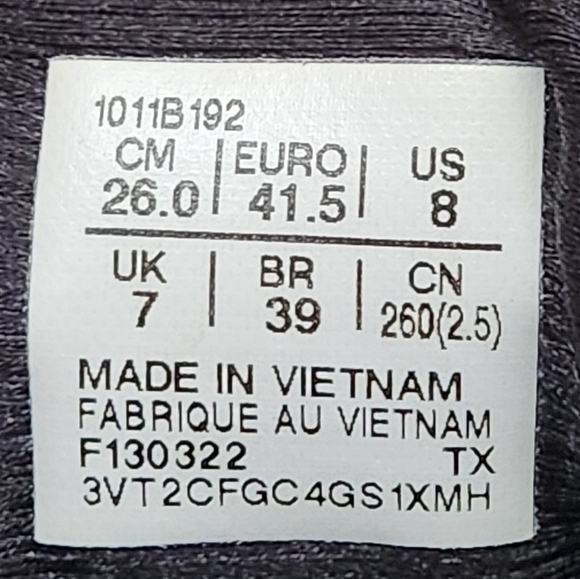 1011B192
CM | EURO | US
26.0 | 41.5 | 8
UK | BR | CN
7 | 39 | 260(2.5)
MADE IN VIETNAM
FABRIQUE AU VIETNAM
F130322 TX
3VT2CFGC4GS1XMH